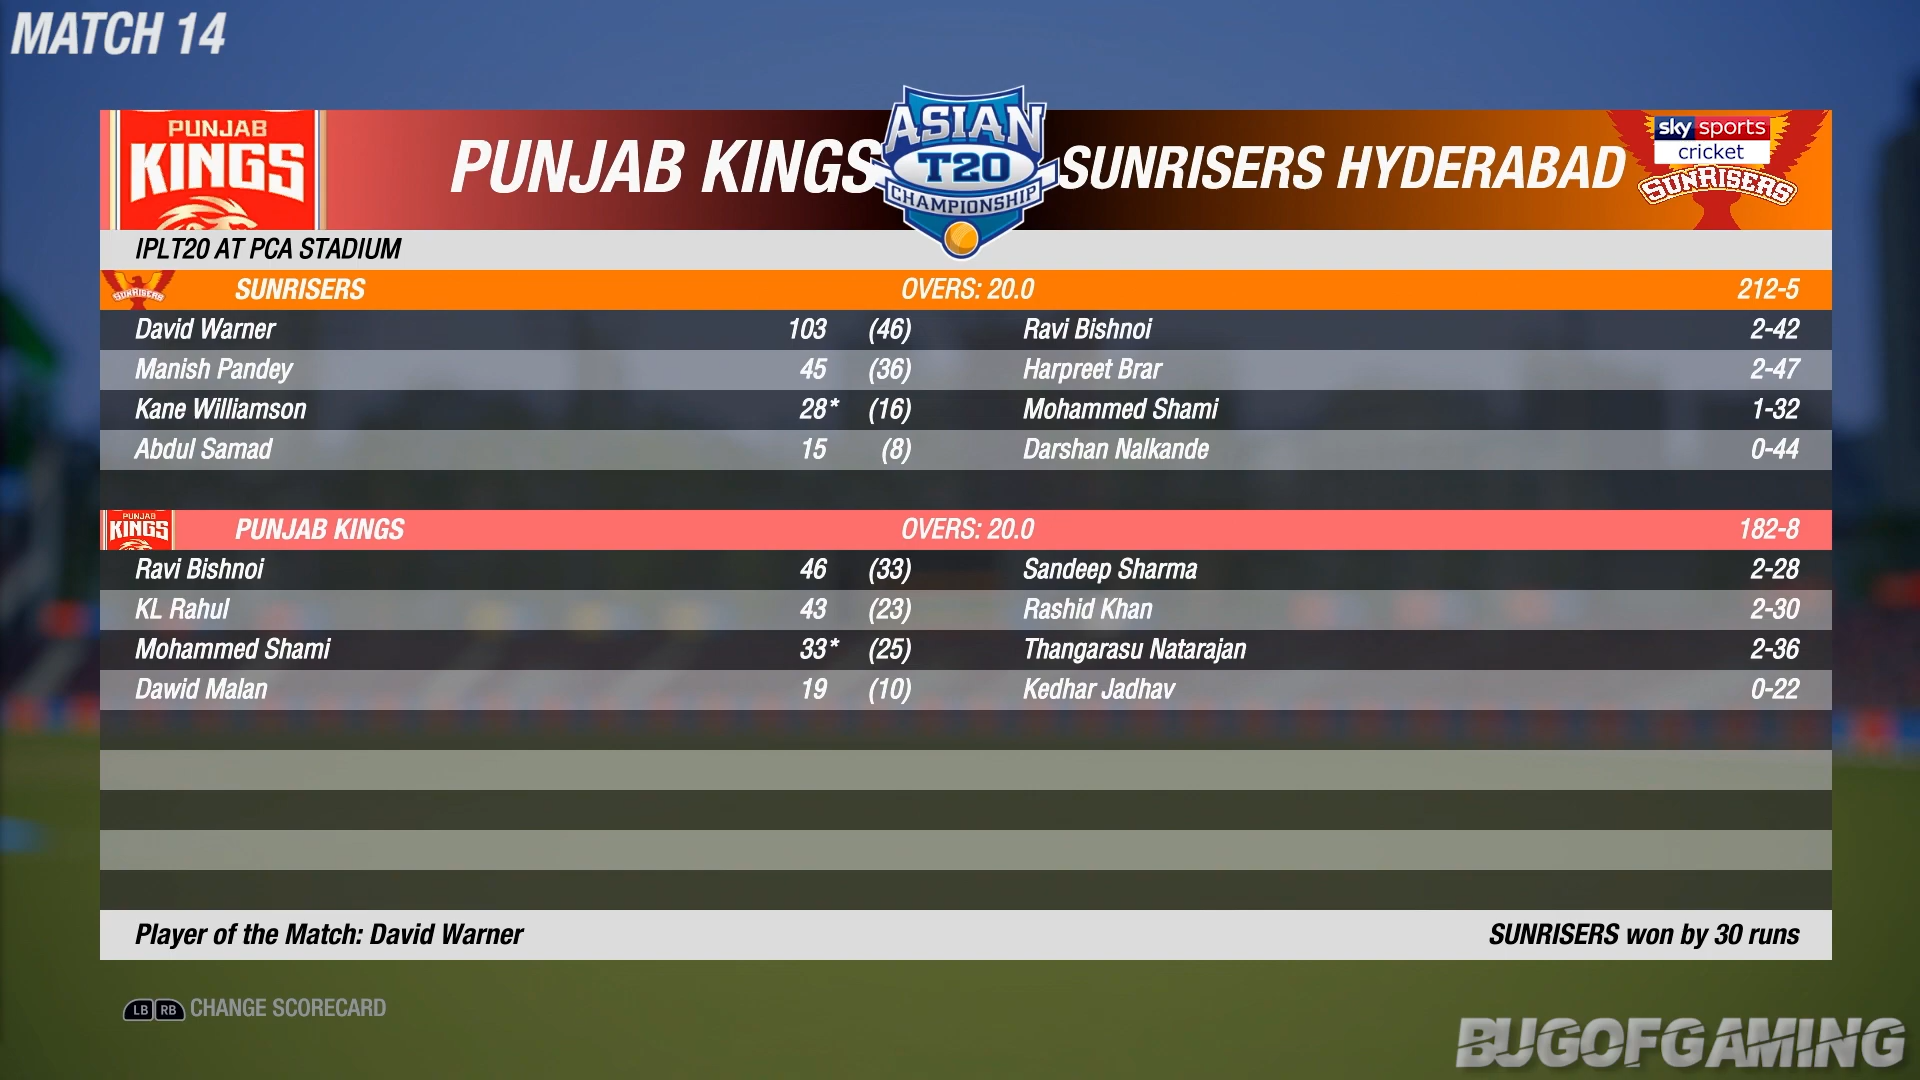 MATCH 14
PUNJAB
KINGS
PUNJAB KINGS
ASIAN
T20
CHAMPIONSHIP
SUNRISERS HYDERABAD
sky sports
cricket
SUNRISERS
IPLT20 AT PCA STADIUM
SUNRISERS SUNRISERS OVERS: 20.0 212-5
David Warner 103 (46) Ravi Bishnoi 2-42
Manish Pandey 45 (36) Harpreet Brar 2-47
Kane Williamson 28* (16) Mohammed Shami 1-32
Abdul Samad 15 (8) Darshan Nalkande 0-44
PUNJAB
KINGS PUNJAB KINGS OVERS: 20.0 182-8
Ravi Bishnoi 46 (33) Sandeep Sharma 2-28
KL Rahul 43 (23) Rashid Khan 2-30
Mohammed Shami 33* (25) Thangarasu Natarajan 2-36
Dawid Malan 19 (10) Kedhar Jadhav 0-22
Player of the Match: David Warner SUNRISERS won by 30 runs
LB RB CHANGE SCORECARD
BUGOFGAMING